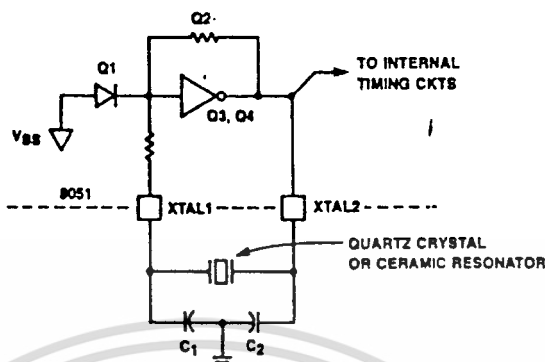 Q2
Q1
TO INTERNAL
TIMING CKTS
Q3, Q4
VSS
8051
XTAL1
XTAL2
QUARTZ CRYSTAL
OR CERAMIC RESONATOR
C1
C2